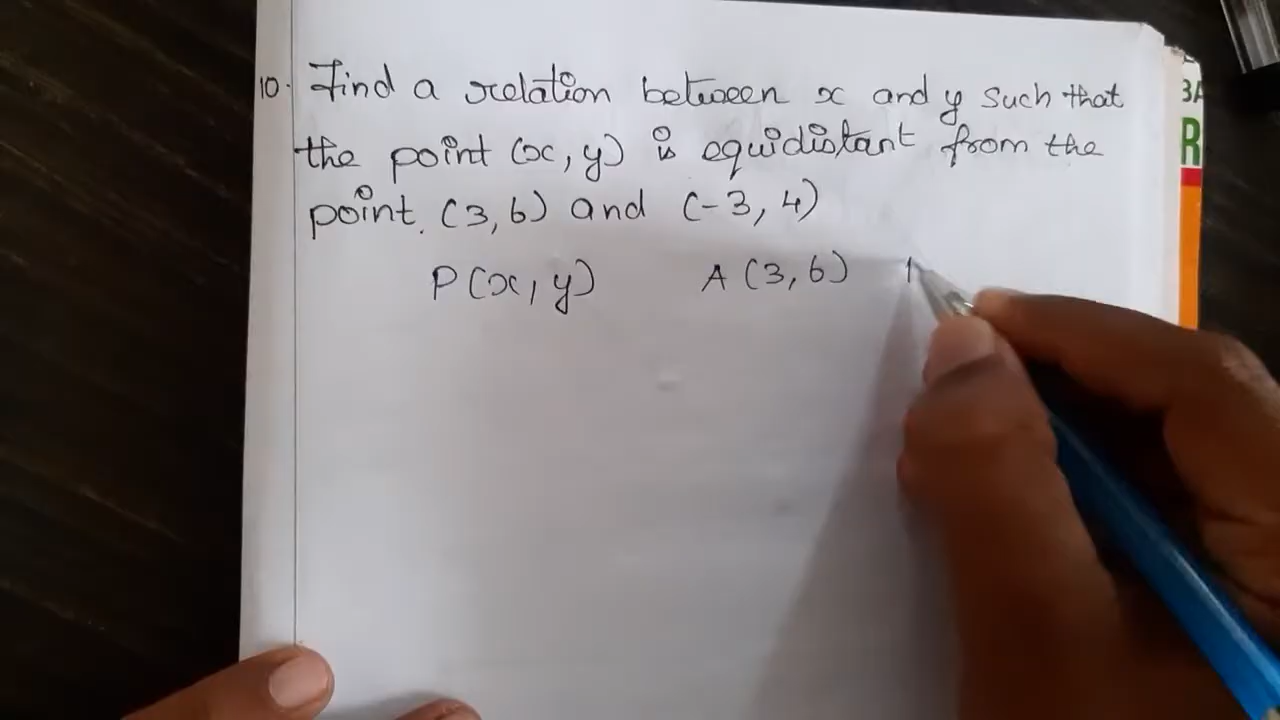 10. Find a relation between x and y such that
the point (x, y) is equidistant from the
point. (3, 6) and (-3, 4)
P(x, y) A (3, 6)
3A
R